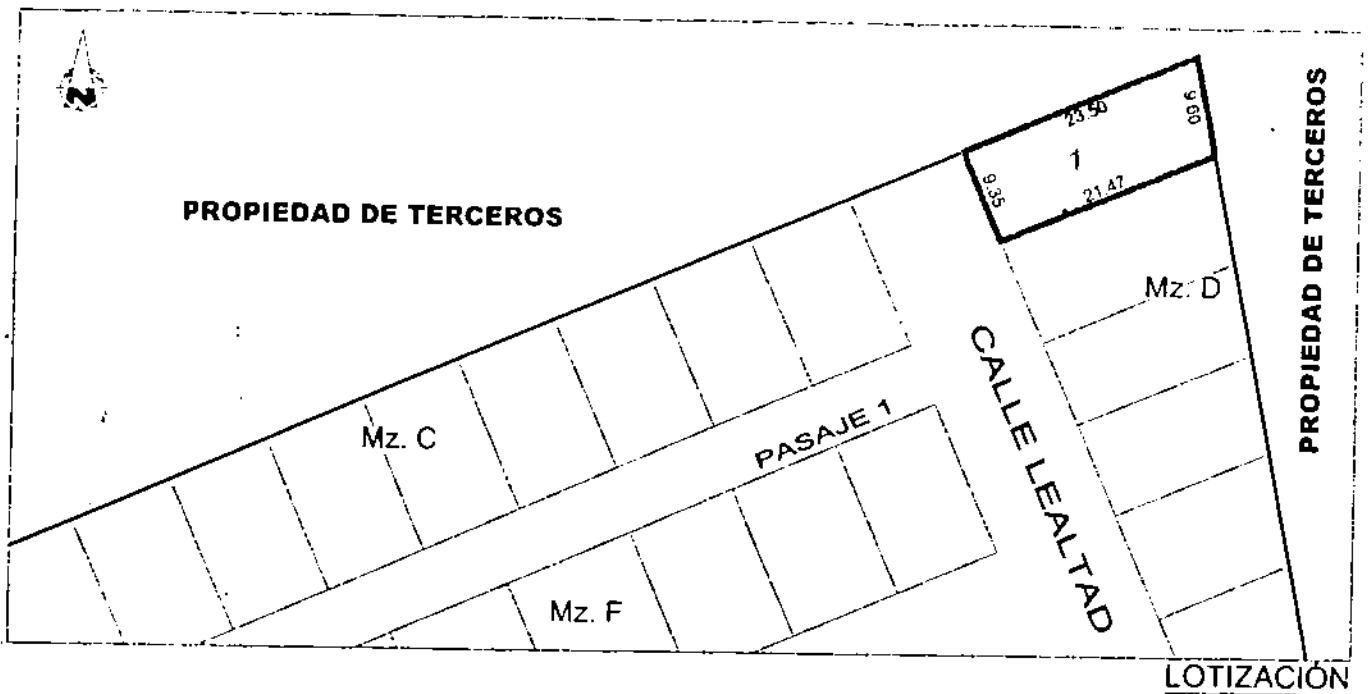 N
PROPIEDAD DE TERCEROS
23.50
9.60
1
9.35
21.47
PROPIEDAD DE TERCEROS
Mz. D
CALLE LEALTAD
PASAJE 1
Mz. C
Mz. F
LOTIZACIÓN